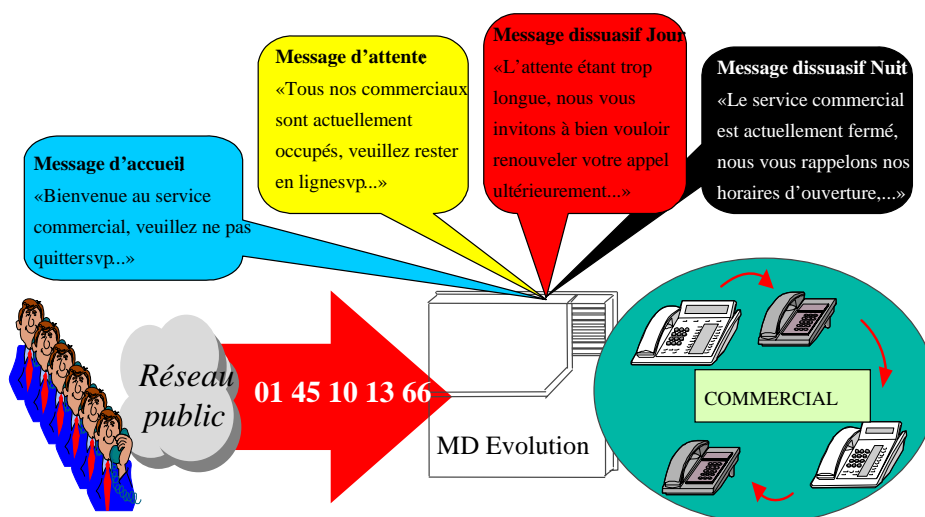 Message d'accueil:
«Bienvenue au service
commercial, veuillez ne pas
quittersvp...»
Message d'attente:
«Tous nos commerciaux
sont actuellement
occupés, veuillez rester
en lignesvp...»
Message dissuasif Jour:
«L'attente étant trop
longue, nous vous
invitons à bien vouloir
renouveler votre appel
ultérieurement...»
Message dissuasif Nuit:
«Le service commercial
est actuellement fermé,
nous vous rappelons nos
horaires d'ouverture,...»
Réseau
public
01 45 10 13 66
MD Evolution
COMMERCIAL